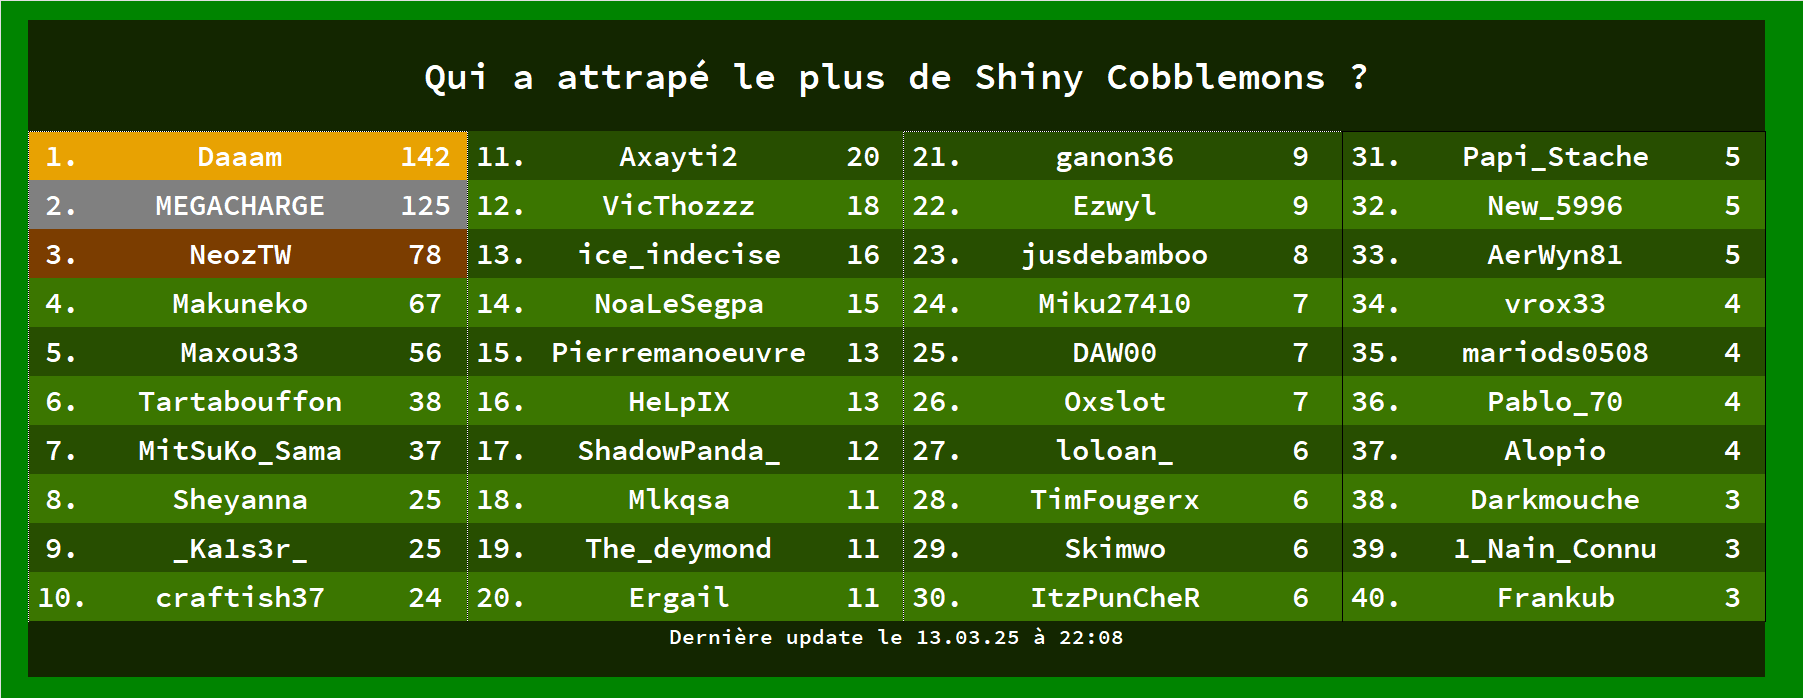 Qui a attrapé le plus de Shiny Cobblemons ?
1. Daaam 142
2. MEGACHARGE 125
3. NeozTW 78
4. Makuneko 67
5. Maxou33 56
6. Tartabouffon 38
7. MitSuKo_Sama 37
8. Sheyanna 25
9. _Ka1s3r_ 25
10. craftish37 24
11. Axayti2 20
12. VicThozzz 18
13. ice_indecise 16
14. NoaLeSegpa 15
15. Pierremanoeuvre 13
16. HeLpIX 13
17. ShadowPanda_ 12
18. Mlkqsa 11
19. The_deymond 11
20. Ergail 11
21. ganon36 9
22. Ezwyl 9
23. jusdebamboo 8
24. Miku27410 7
25. DAW00 7
26. Oxslot 7
27. loloan_ 6
28. TimFougerx 6
29. Skimwo 6
30. ItzPunCheR 6
31. Papi_Stache 5
32. New_5996 5
33. AerWyn81 5
34. vrox33 4
35. mariods0508 4
36. Pablo_70 4
37. Alopio 4
38. Darkmouche 3
39. 1_Nain_Connu 3
40. Frankub 3
Dernière update le 13.03.25 à 22:08